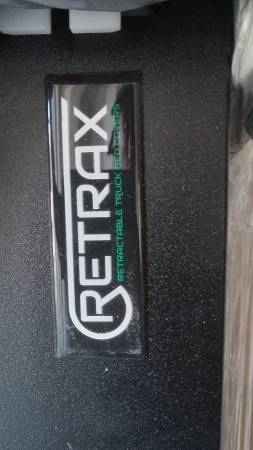 RETRAX
RETRACTABLE TRUCK BED COVERS